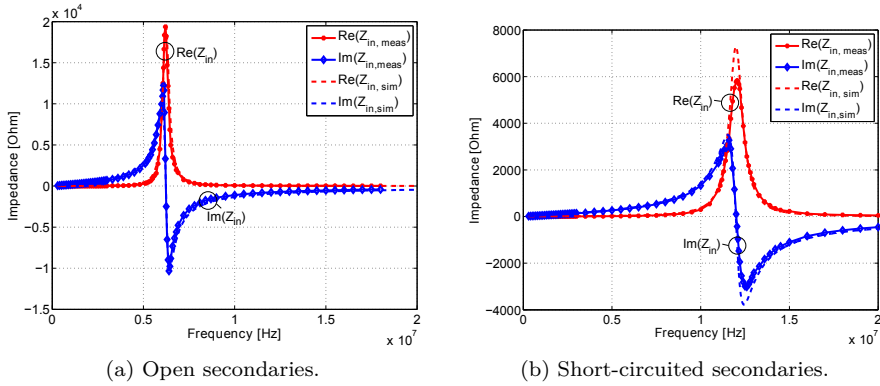 2
x 10^4
1.5
1
0.5
0
−0.5
−1
−1.5
0 0.5 1 1.5 2
x 10^7
Impedance [Ohm]
Frequency [Hz]
Re(Z_in)
Im(Z_in)
Re(Z_in, meas)
Im(Z_in,meas)
Re(Z_in, sim)
Im(Z_in,sim)
(a) Open secondaries.
8000
6000
4000
2000
0
−2000
−4000
0 0.5 1 1.5 2
x 10^7
Impedance [Ohm]
Frequency [Hz]
Re(Z_in)
Im(Z_in)
Re(Z_in, meas)
Im(Z_in,meas)
Re(Z_in, sim)
Im(Z_in,sim)
(b) Short-circuited secondaries.